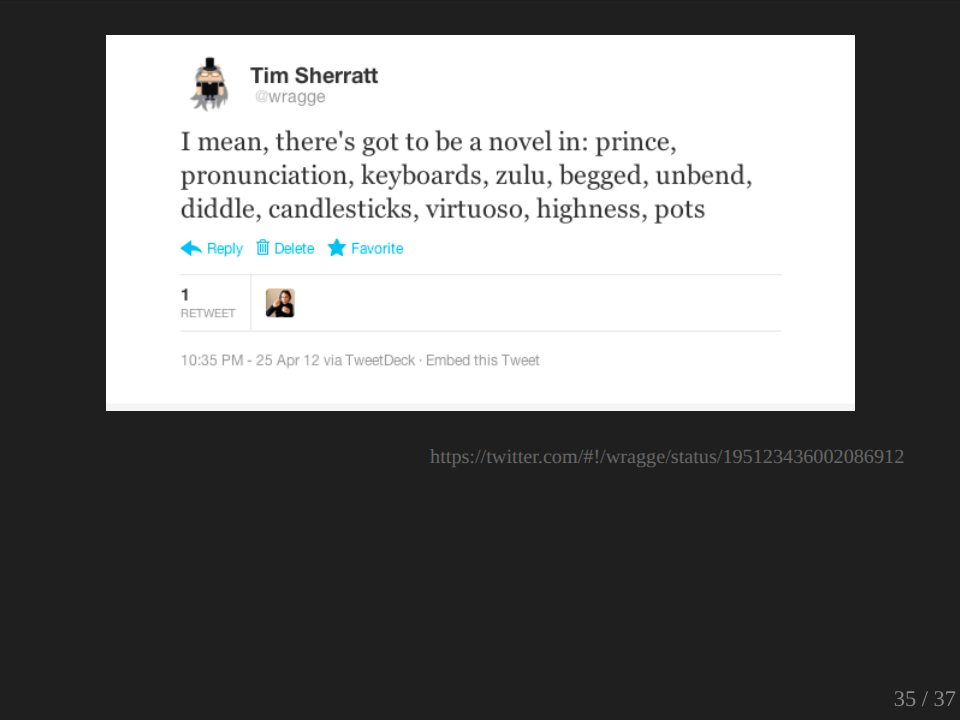 Tim Sherratt
@wragge
I mean, there's got to be a novel in: prince,
pronunciation, keyboards, zulu, begged, unbend,
diddle, candlesticks, virtuoso, highness, pots
Reply Delete Favorite
1
RETWEET
10:35 PM - 25 Apr 12 via TweetDeck · Embed this Tweet
https://twitter.com/#!/wragge/status/195123436002086912
35 / 37